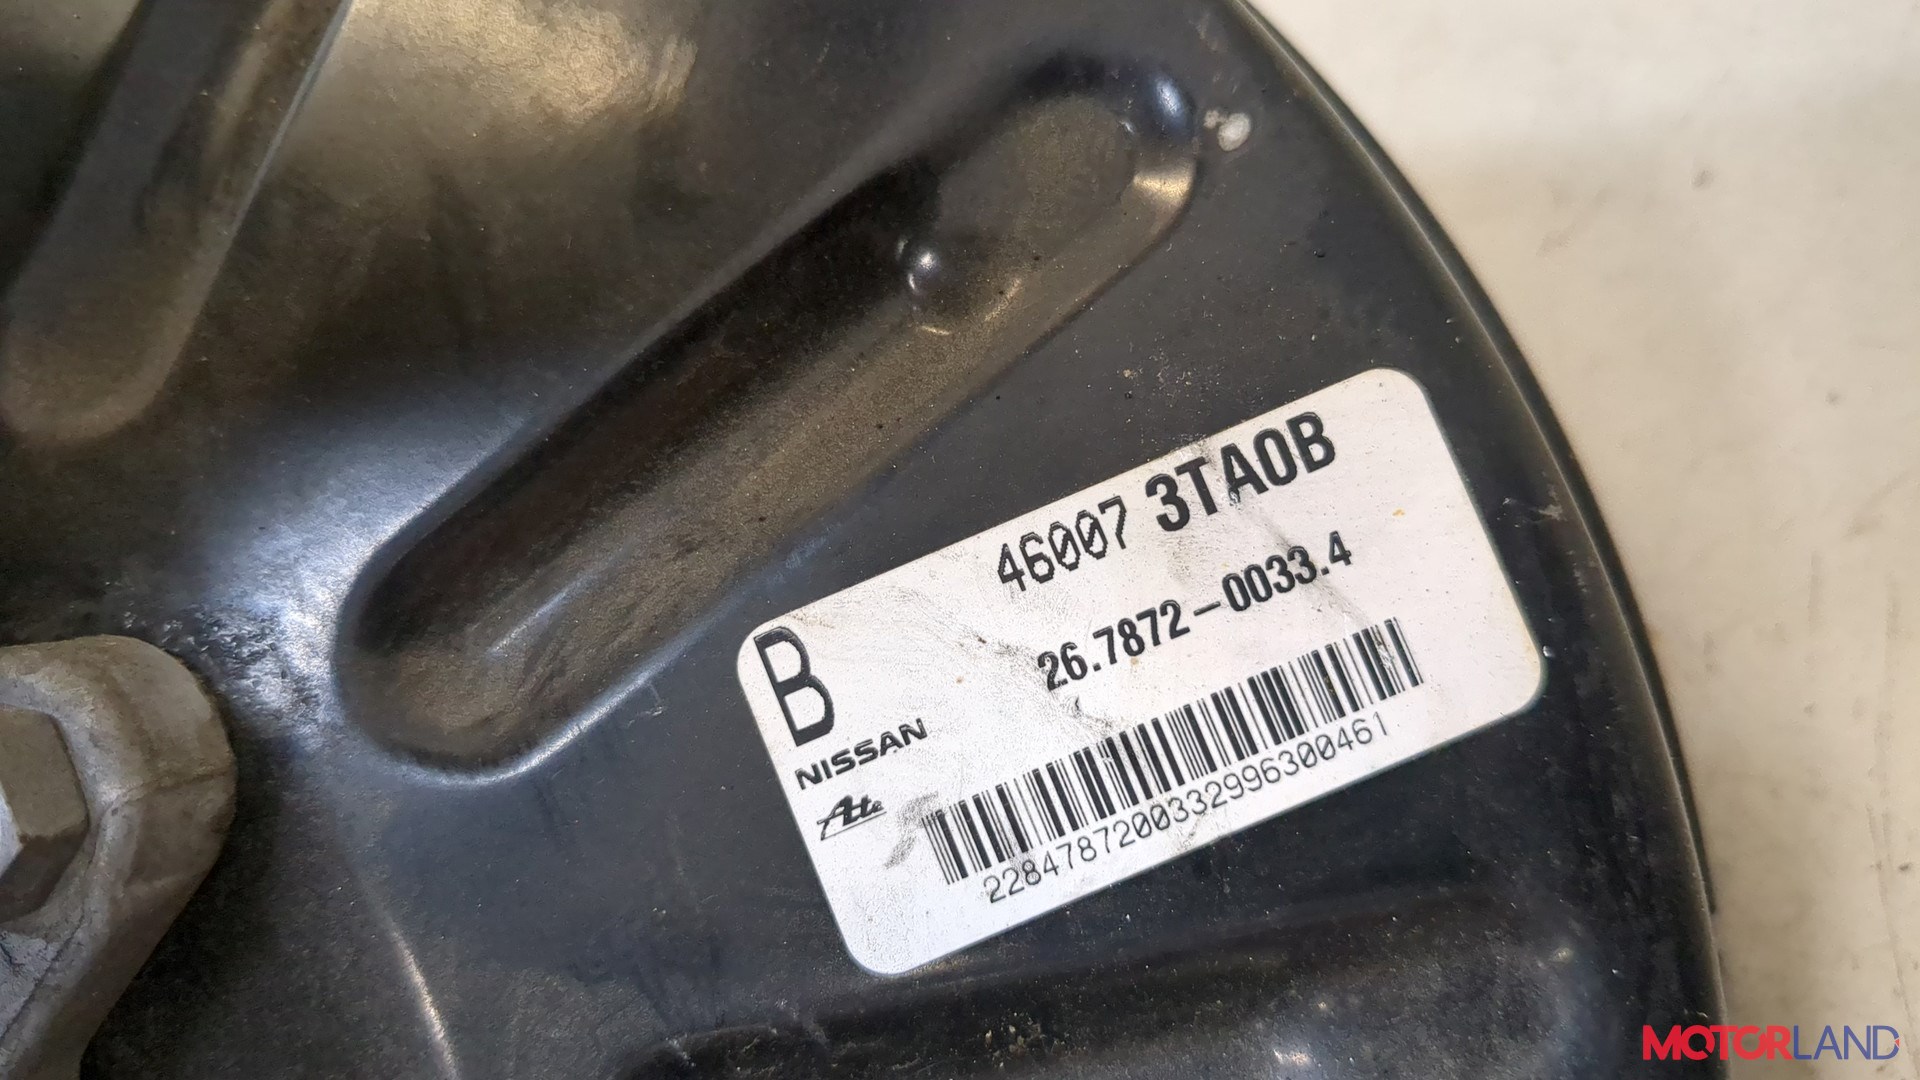 46007 3TA0B
26.7872-0033.4
B
NISSAN
Ate
22847872003329963004​61
MOTORLAND